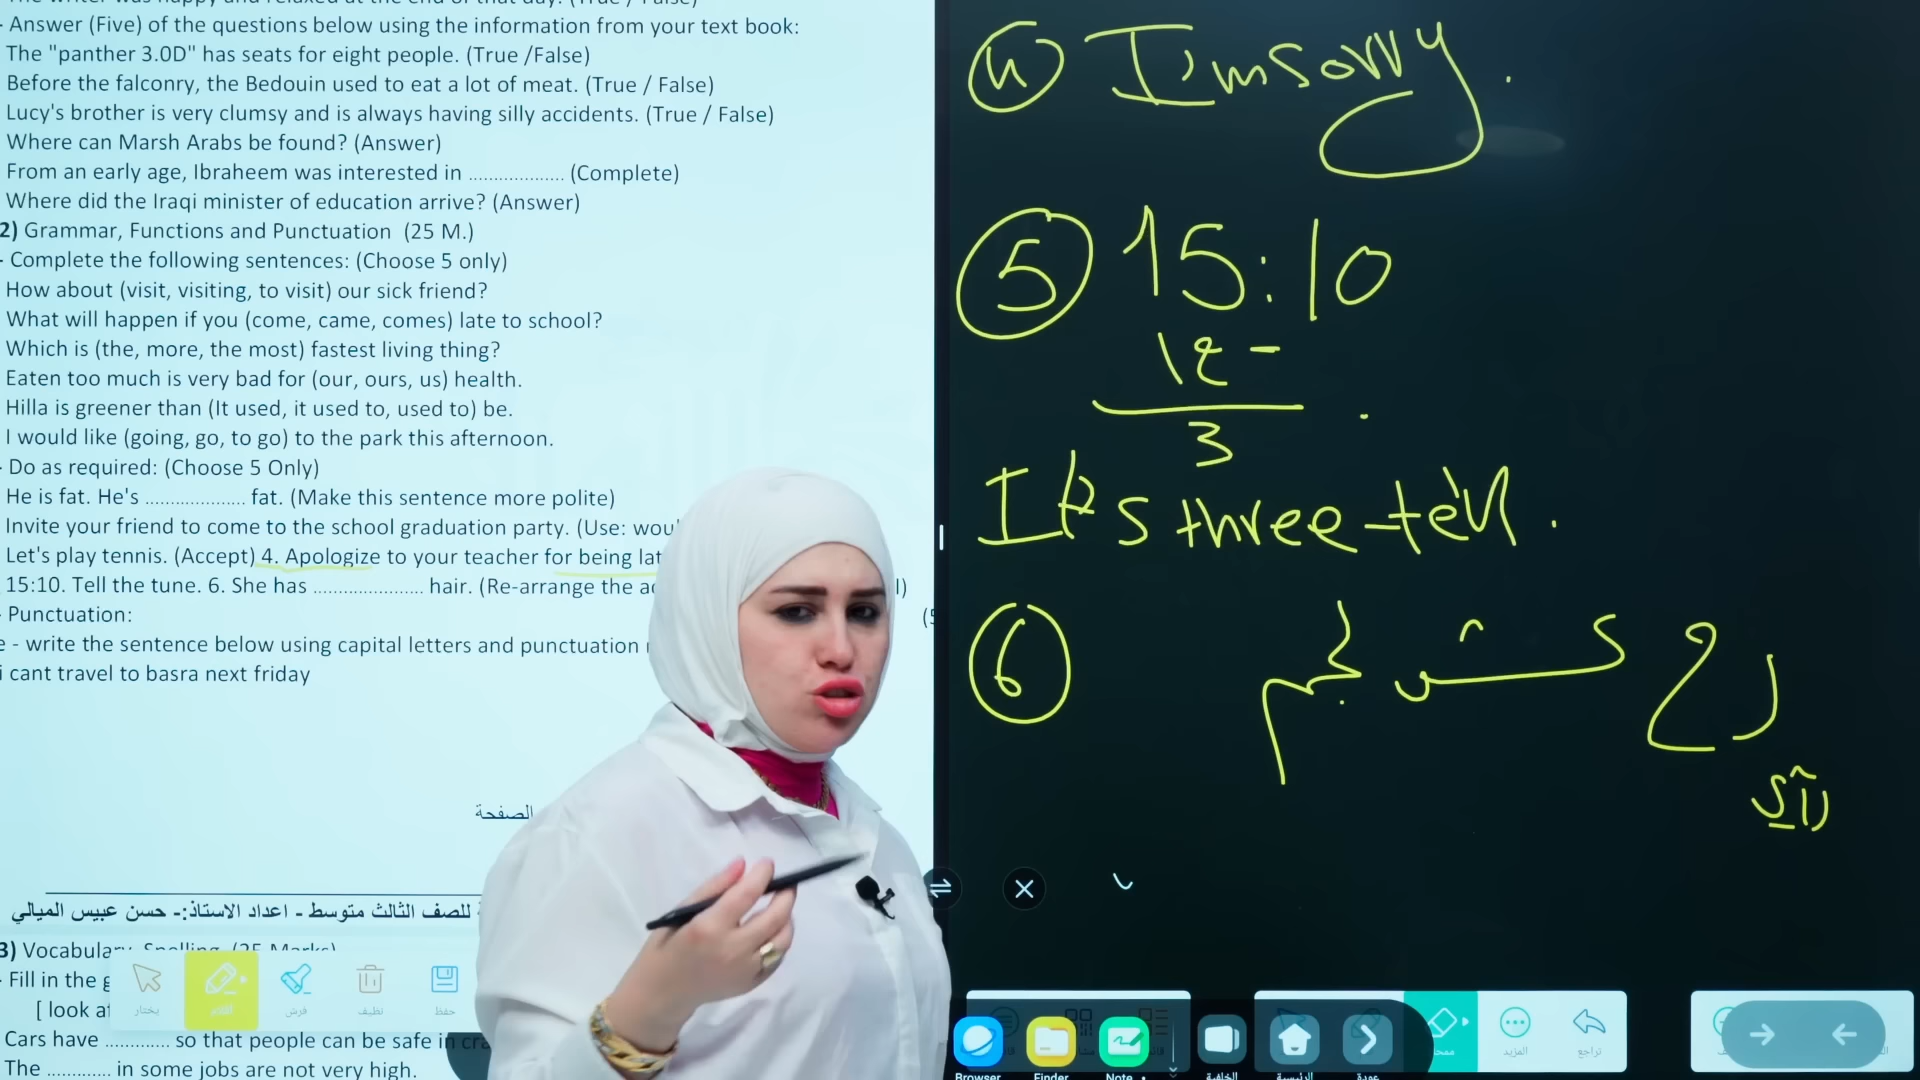 - Answer (Five) of the questions below using the information from your text book:
The "panther 3.0D" has seats for eight people. (True /False)
Before the falconry, the Bedouin used to eat a lot of meat. (True / False)
Lucy's brother is very clumsy and is always having silly accidents. (True / False)
Where can Marsh Arabs be found? (Answer)
From an early age, Ibraheem was interested in ................... (Complete)
Where did the Iraqi minister of education arrive? (Answer)
2) Grammar, Functions and Punctuation (25 M.)
- Complete the following sentences: (Choose 5 only)
How about (visit, visiting, to visit) our sick friend?
What will happen if you (come, came, comes) late to school?
Which is (the, more, the most) fastest living thing?
Eaten too much is very bad for (our, ours, us) health.
Hilla is greener than (It used, it used to, used to) be.
I would like (going, go, to go) to the park this afternoon.
- Do as required: (Choose 5 Only)
He is fat. He's .................... fat. (Make this sentence more polite)
Invite your friend to come to the school graduation party. (Use:
Let's play tennis. (Accept) 4. Apologize to your teacher for being
15:10. Tell the tune. 6. She has ...................... hair. (Re-arrange the
- Punctuation:
- write the sentence below using capital letters and punctuation
i cant travel to basra next friday
الصفحة
للصف الثالث متوسط - اعداد الاستاذ:- حسن عبيس الميالي
3)
Fill in the
[ look
Cars have ............. so that people can be safe in
The ............. in some jobs are not very high.
يختار
فرش
تنظيف
حفظ
4 I'm sorry.
5 15:10
12 -
3
It's three-ten.
6
المزيد
تراجع
Browser
Finder
Note
الخلفية
الرئيسية
عودة